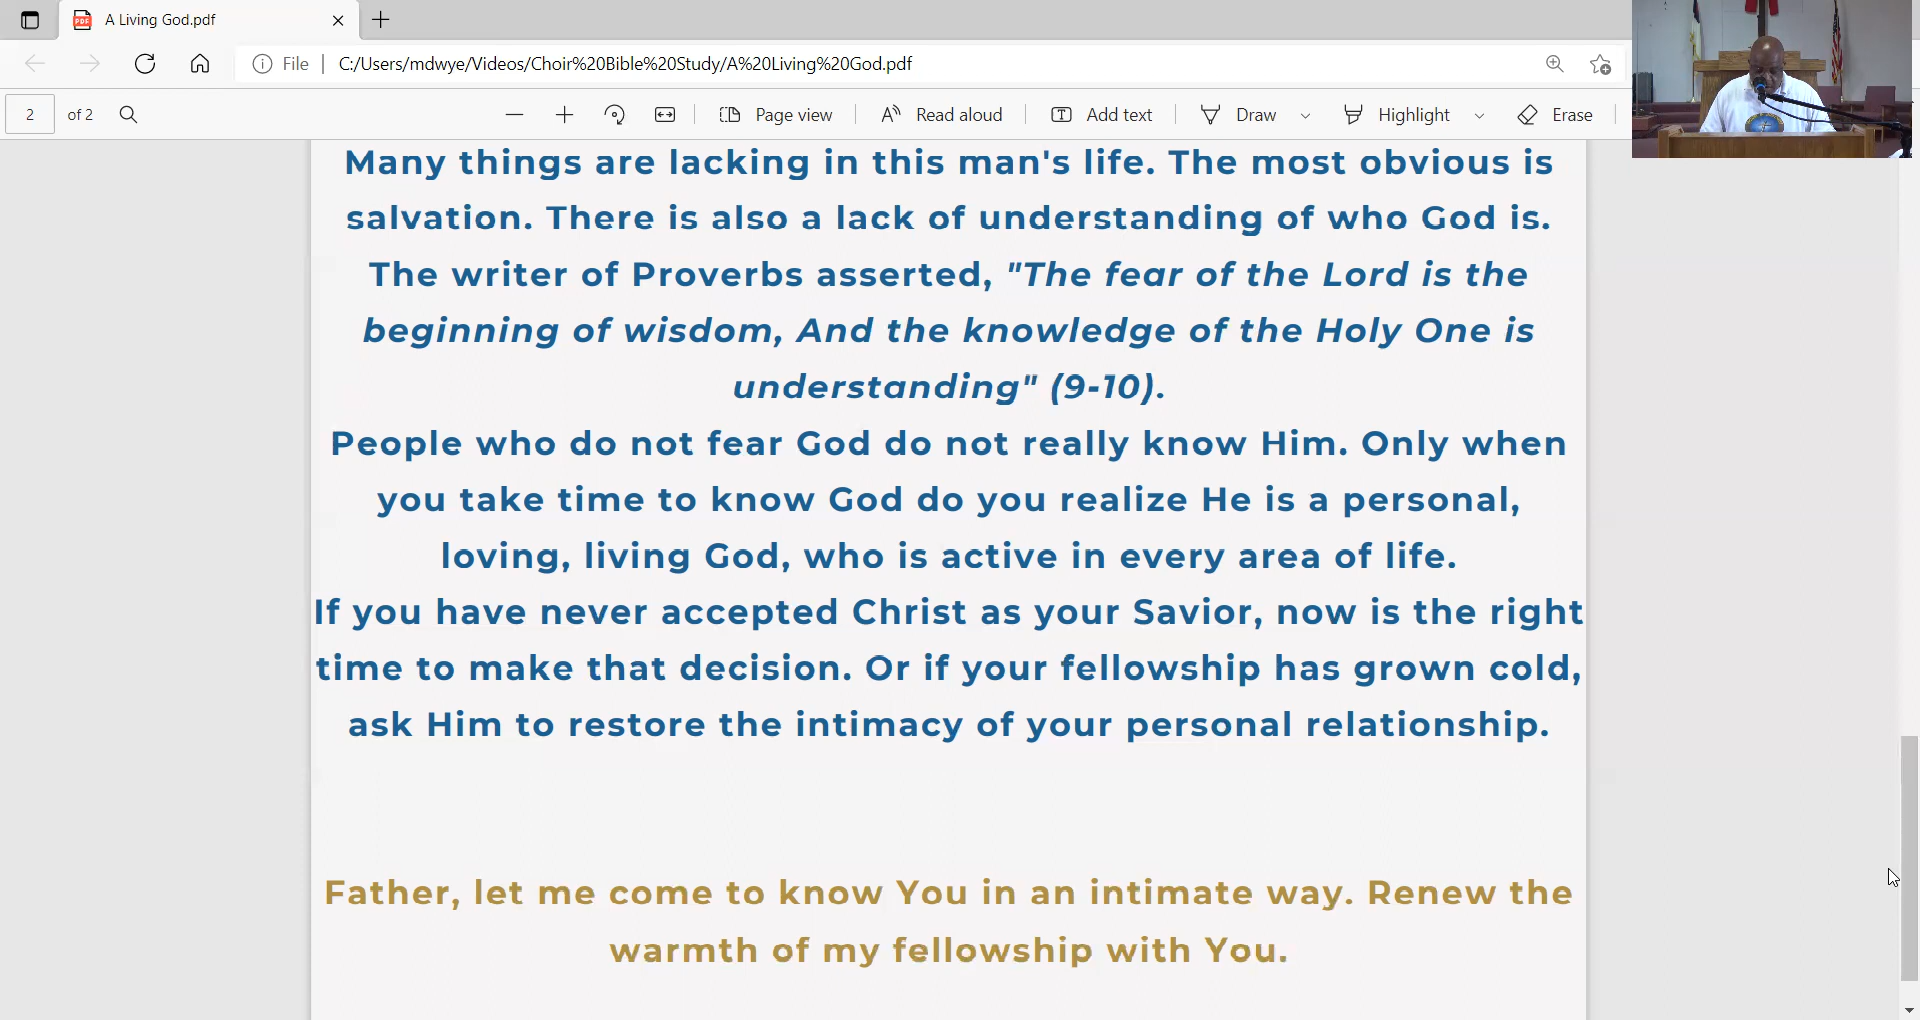 A Living God.pdf
File
C:/Users/mdwye/Videos/Choir%20Bible%20Study/A%20Living%20God.pdf
2 of 2
Page view
Read aloud
Add text
Draw
Highlight
Erase
Many things are lacking in this man's life. The most obvious is
salvation. There is also a lack of understanding of who God is.
The writer of Proverbs asserted, "The fear of the Lord is the
beginning of wisdom, And the knowledge of the Holy One is
understanding" (9-10).
People who do not fear God do not really know Him. Only when
you take time to know God do you realize He is a personal,
loving, living God, who is active in every area of life.
If you have never accepted Christ as your Savior, now is the right
time to make that decision. Or if your fellowship has grown cold,
ask Him to restore the intimacy of your personal relationship.
Father, let me come to know You in an intimate way. Renew the
warmth of my fellowship with You.